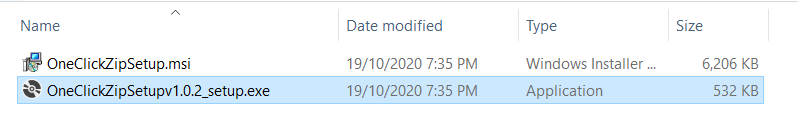 Name Date modified Type Size
OneClickZipSetup.msi 19/10/2020 7:35 PM Windows Installer ... 6,206 KB
OneClickZipSetupv1.0.2_setup.exe 19/10/2020 7:35 PM Application 532 KB